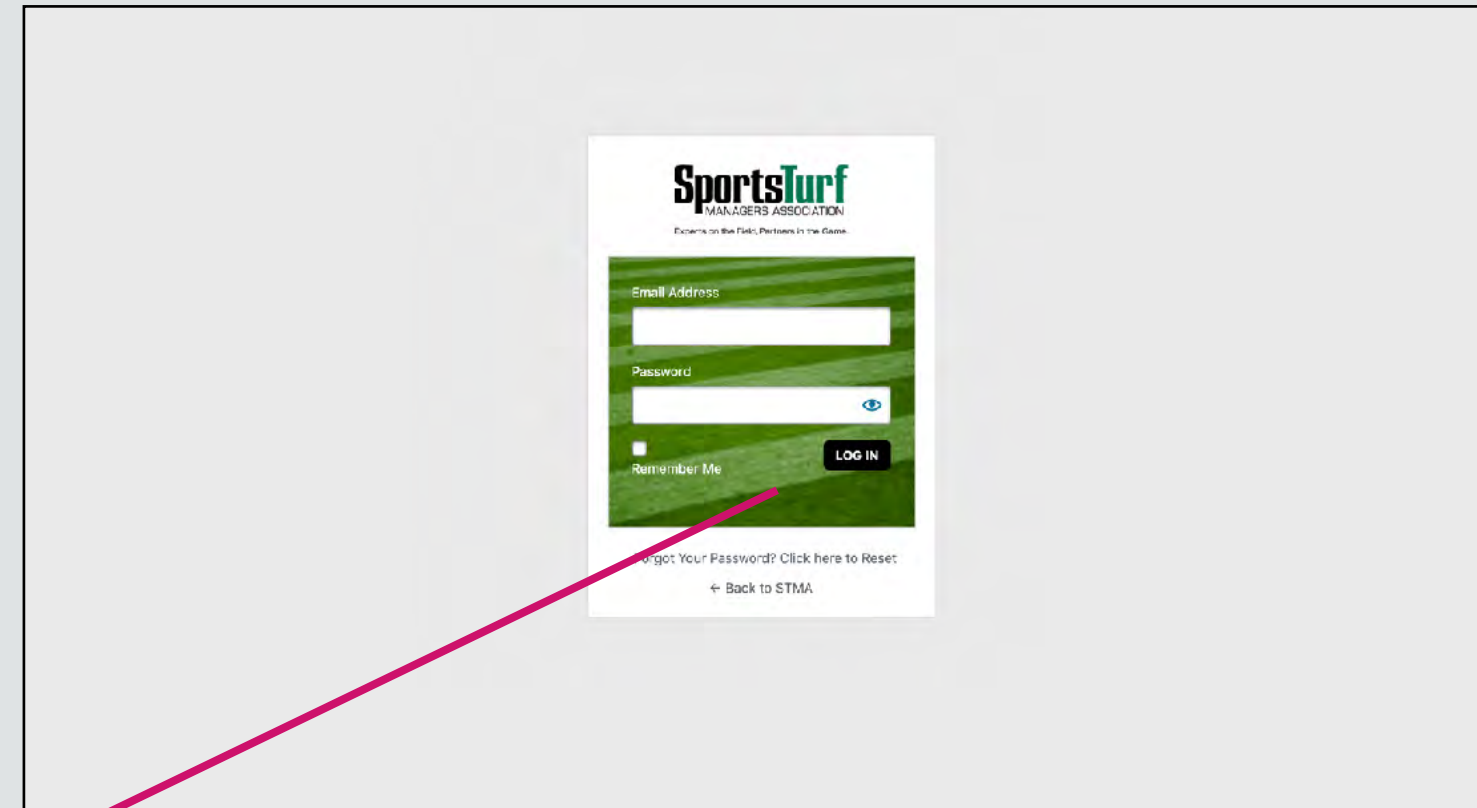 SportsTurf
MANAGERS ASSOCIATION
Experts on the Field, Partners in the Game.
Email Address
Password
Remember Me
LOG IN
Forgot Your Password? Click here to Reset
← Back to STMA